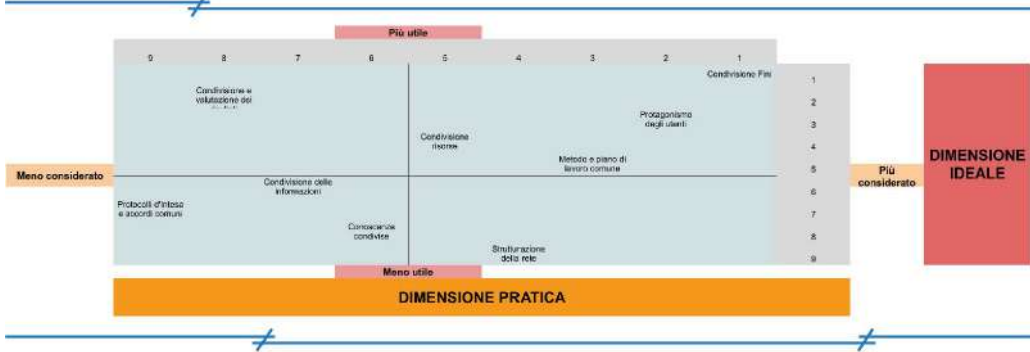 Più utile
9 8 7 6 5 4 3 2 1
Condivisione Fini
1
Condivisione e
valutazione dei
2
Protagonismo
degli utenti
3
Condivisione
risorse
4
Metodo e piano di
lavoro comune
5
Meno considerato
Più
considerato
DIMENSIONE
IDEALE
Condivisione delle
informazioni
6
Protocolli d'intesa
e accordi comuni
7
Conoscenze
condivise
8
Strutturazione
della rete
9
Meno utile
DIMENSIONE PRATICA